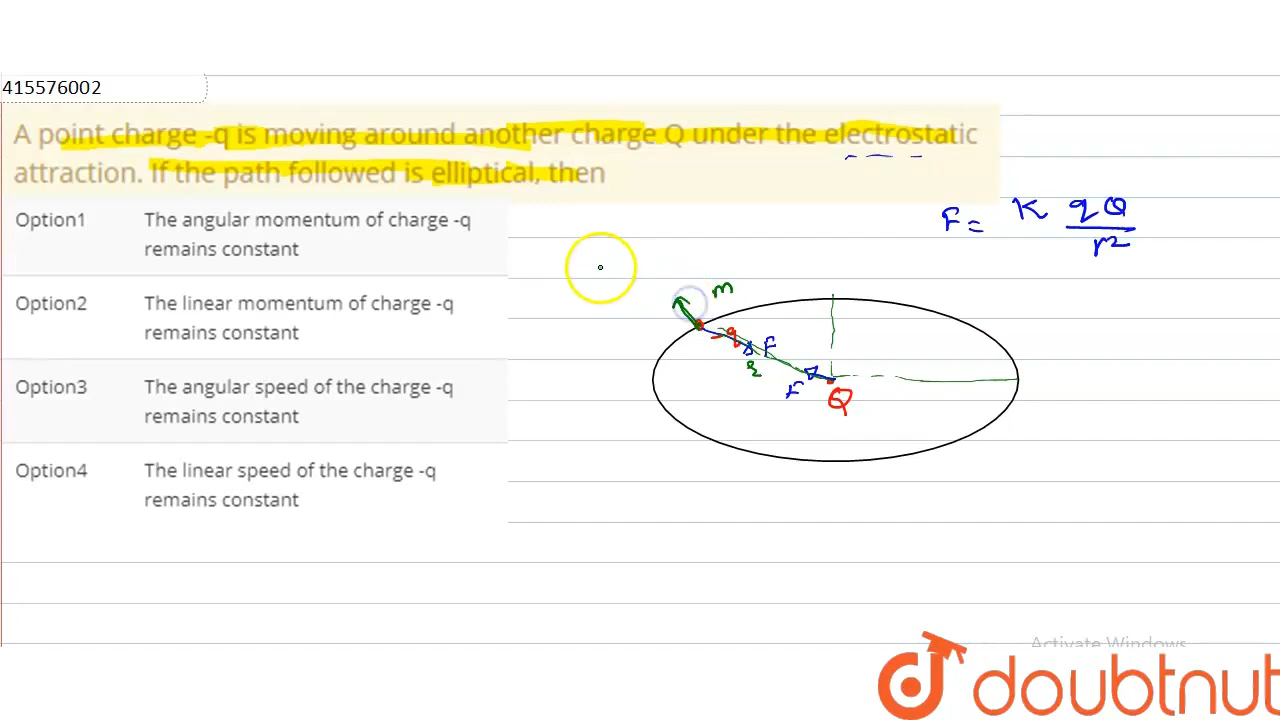 415576002
A point charge -q is moving around another charge Q under the electrostatic
attraction. If the path followed is elliptical, then
Option1 The angular momentum of charge -q
remains constant
Option2 The linear momentum of charge -q
remains constant
Option3 The angular speed of the charge -q
remains constant
Option4 The linear speed of the charge -q
remains constant
F = K qQ
r²
m
-q F
r
F Q
Activate Windows
doubtnut